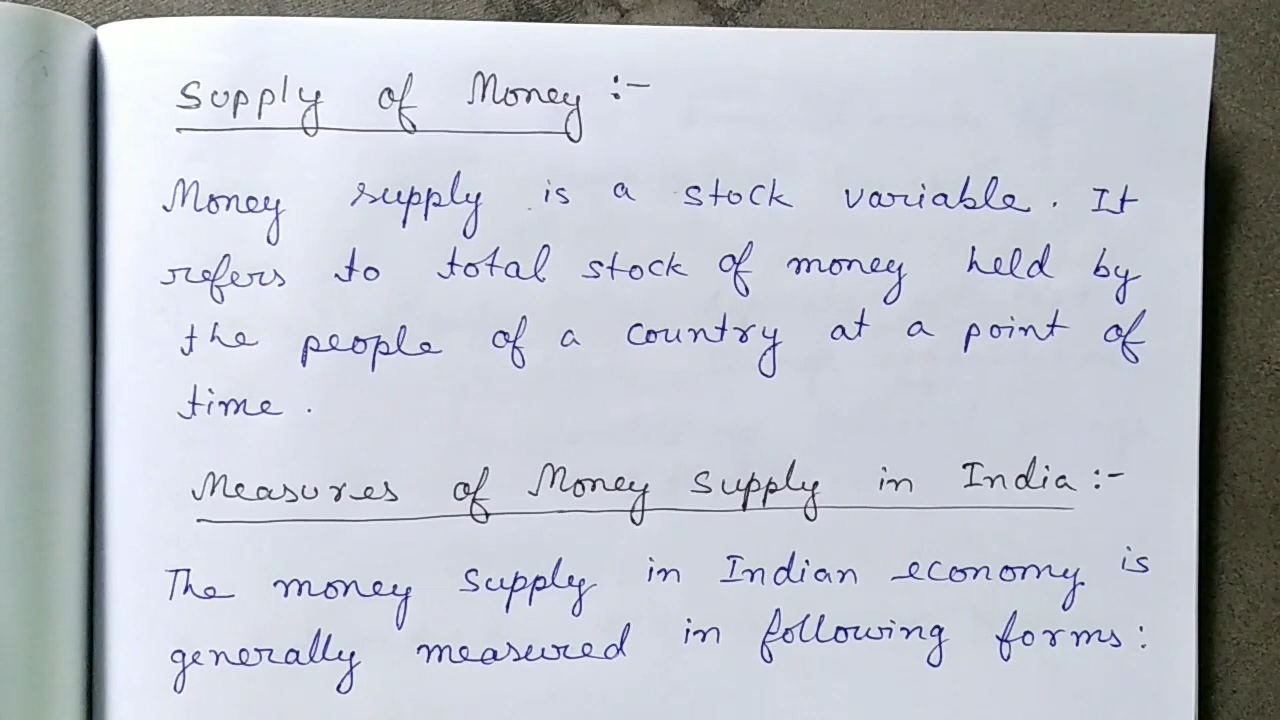 Supply of Money :-
Money supply is a stock variable. It
refers to total stock of money held by
the people of a country at a point of
time.
Measures of Money Supply in India :-
The money supply in Indian economy is
generally measured in following forms: